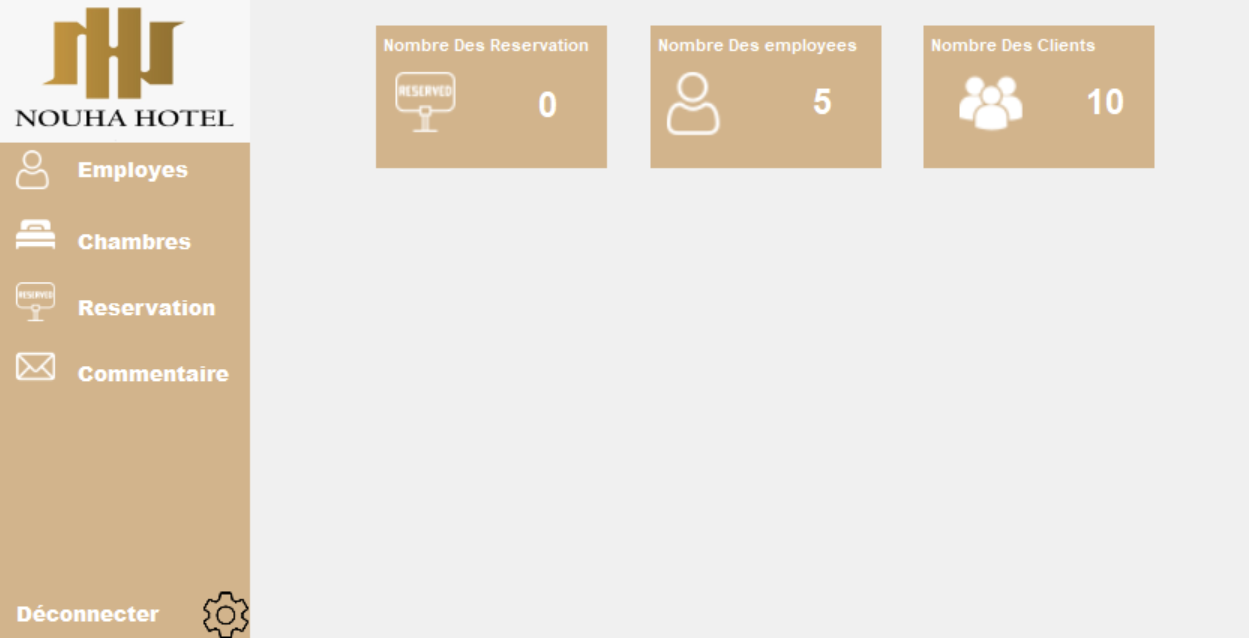 NOUHA HOTEL
Employes
Chambres
RESERVED
Reservation
Commentaire
Déconnecter
Nombre Des Reservation
RESERVED
0
Nombre Des employees
5
Nombre Des Clients
10